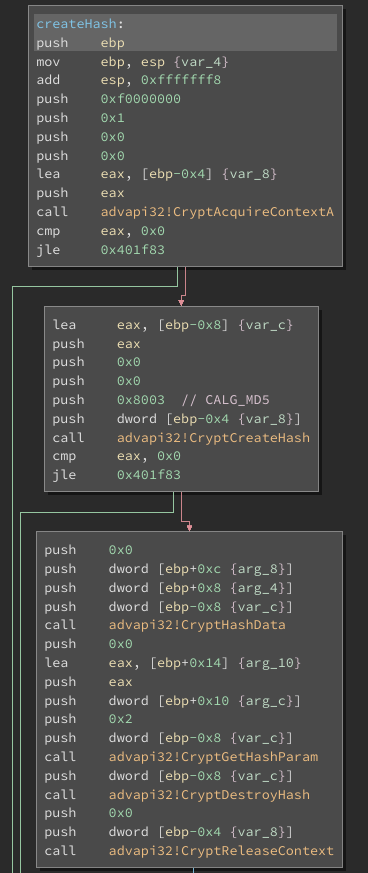 createHash:
push ebp
mov ebp, esp {var_4}
add esp, 0xfffffff8
push 0xf0000000
push 0x1
push 0x0
push 0x0
lea eax, [ebp-0x4] {var_8}
push eax
call advapi32!CryptAcquireContextA
cmp eax, 0x0
jle 0x401f83
lea eax, [ebp-0x8] {var_c}
push eax
push 0x0
push 0x0
push 0x8003 // CALG_MD5
push dword [ebp-0x4 {var_8}]
call advapi32!CryptCreateHash
cmp eax, 0x0
jle 0x401f83
push 0x0
push dword [ebp+0xc {arg_8}]
push dword [ebp+0x8 {arg_4}]
push dword [ebp-0x8 {var_c}]
call advapi32!CryptHashData
push 0x0
lea eax, [ebp+0x14] {arg_10}
push eax
push dword [ebp+0x10 {arg_c}]
push 0x2
push dword [ebp-0x8 {var_c}]
call advapi32!CryptGetHashParam
push dword [ebp-0x8 {var_c}]
call advapi32!CryptDestroyHash
push 0x0
push dword [ebp-0x4 {var_8}]
call advapi32!CryptReleaseContext